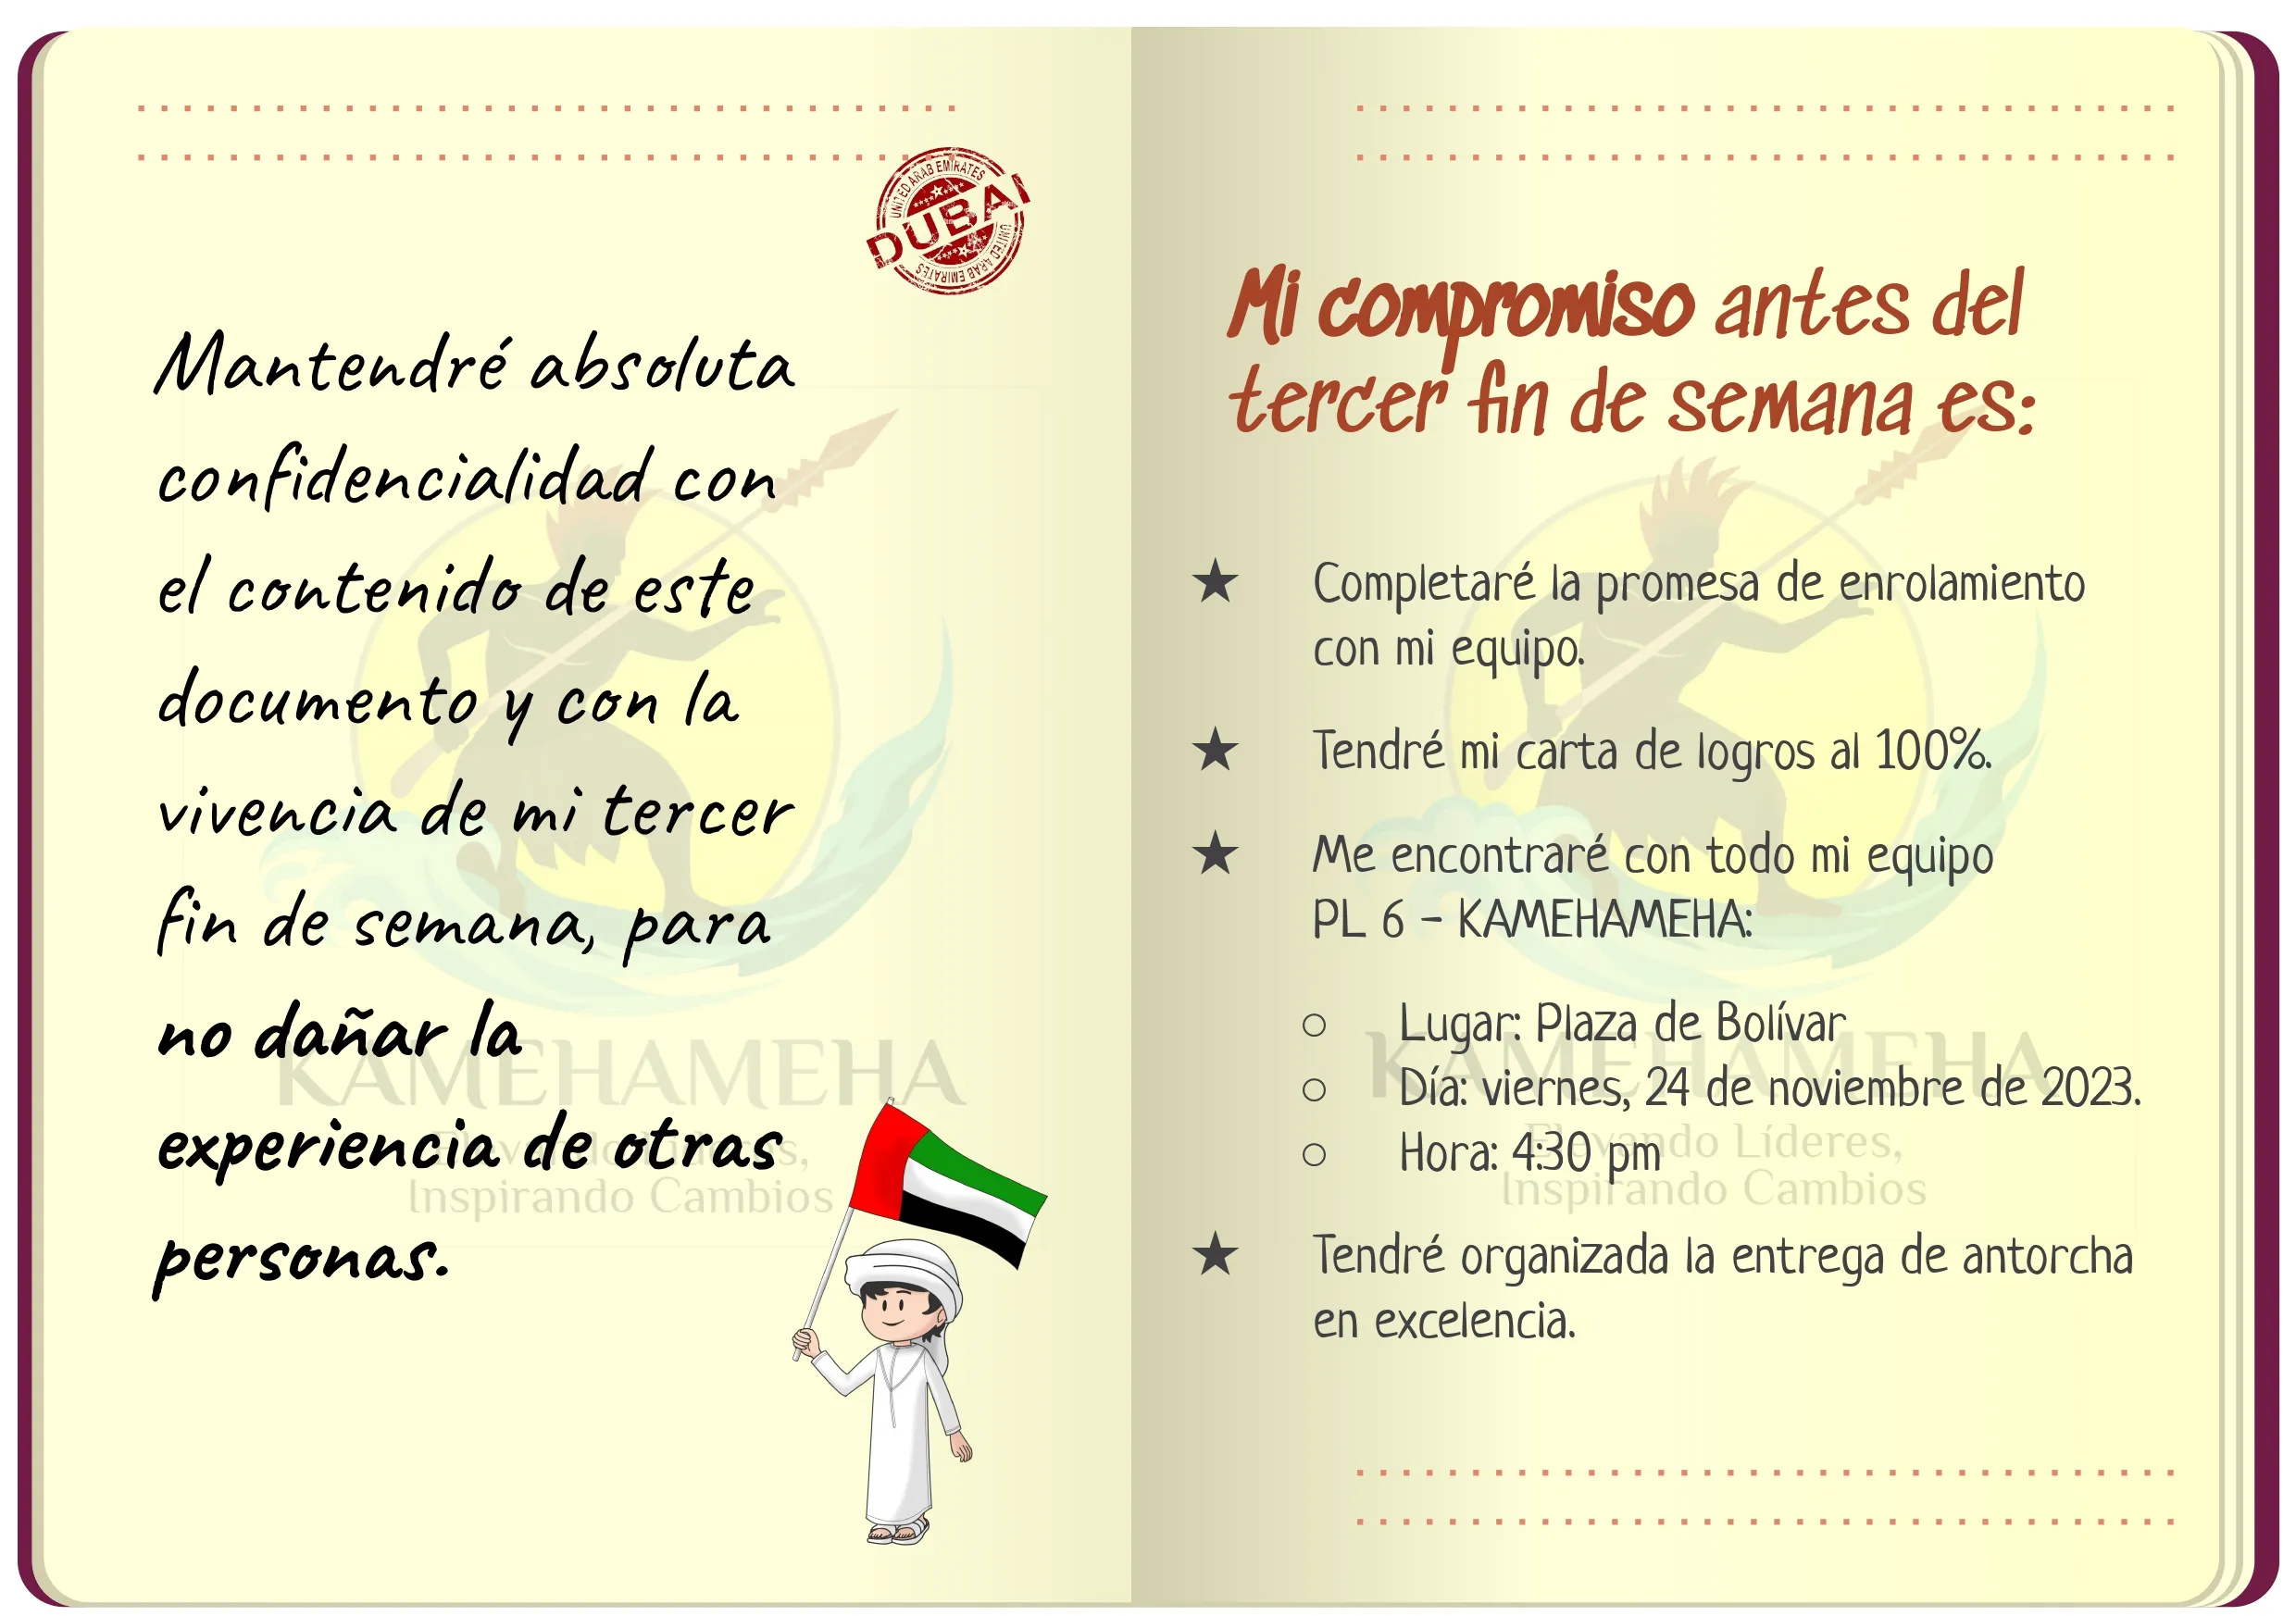 UNITED ARAB EMIRATES
DUBAI
UNITED ARAB EMIRATES
Mantendré absoluta
confidencialidad con
el contenido de este
documento y con la
vivencia de mi tercer
fin de semana, para
no dañar la
experiencia de otras
personas.
KAMEHAMEHA
Inspirando Cambios
Mi compromiso antes del
tercer fin de semana es:
★ Completaré la promesa de enrolamiento
con mi equipo.
★ Tendré mi carta de logros al 100%.
★ Me encontraré con todo mi equipo
PL 6 - KAMEHAMEHA:
○ Lugar: Plaza de Bolívar
○ Día: viernes, 24 de noviembre de 2023.
○ Hora: 4:30 pm
★ Tendré organizada la entrega de antorcha
en excelencia.
KAMEHAMEHA
Elevando Líderes,
Inspirando Cambios